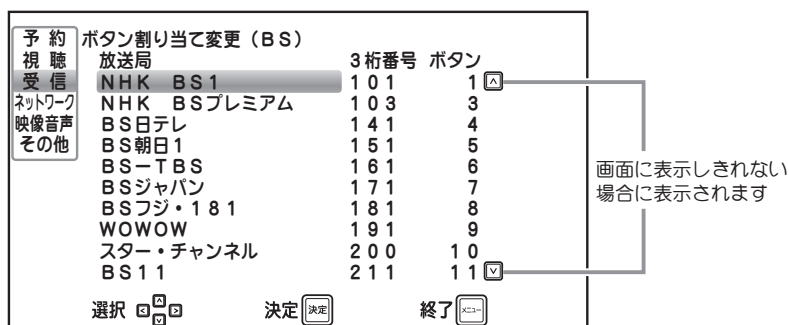 予 約
視 聴
受 信
ネットワーク
映像音声
その他
ボタン割り当て変更（BS）
放送局 3桁番号 ボタン
NHK BS1 101 1
NHK BSプレミアム 103 3
BS日テレ 141 4
BS朝日1 151 5
BS－TBS 161 6
BSジャパン 171 7
BSフジ・181 181 8
WOWOW 191 9
スター・チャンネル 200 10
BS11 211 11
画面に表示しきれない
場合に表示されます
選択 決定 決定 終了 メニュー